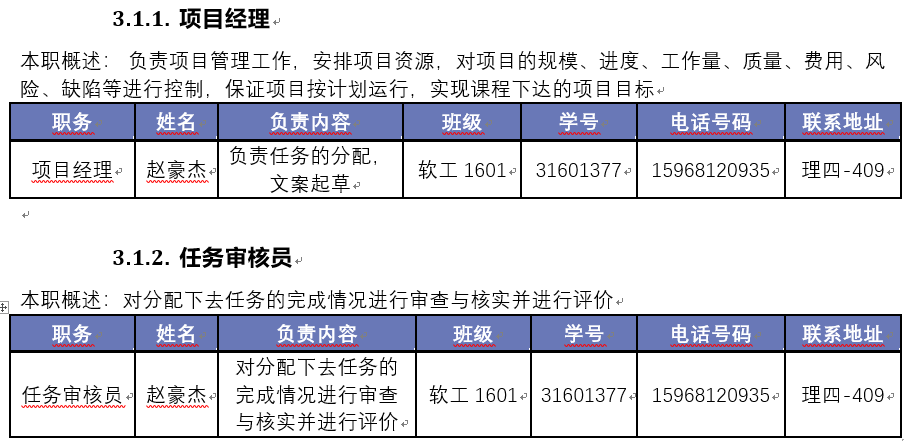 3.1.1. 项目经理
本职概述： 负责项目管理工作，安排项目资源，对项目的规模、进度、工作量、质量、费用、风
险、缺陷等进行控制，保证项目按计划运行，实现课程下达的项目目标
职务 姓名 负责内容 班级 学号 电话号码 联系地址
项目经理 赵豪杰 负责任务的分配， 软工 1601 31601377 15968120935 理四-409
文案起草
3.1.2. 任务审核员
本职概述：对分配下去任务的完成情况进行审查与核实并进行评价
职务 姓名 负责内容 班级 学号 电话号码 联系地址
对分配下去任务的
任务审核员 赵豪杰 完成情况进行审查 软工 1601 31601377 15968120935 理四-409
与核实并进行评价